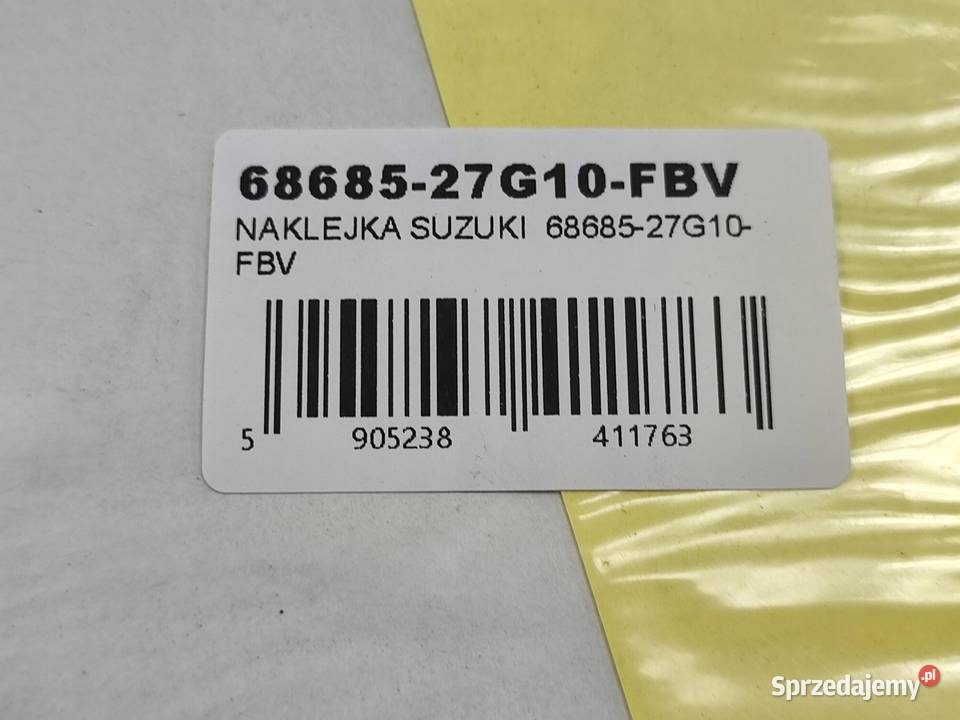 68685-27G10-FBV
NAKLEJKA SUZUKI 68685-27G10-
FBV
5 905238 411763
Sprzedajemy.pl